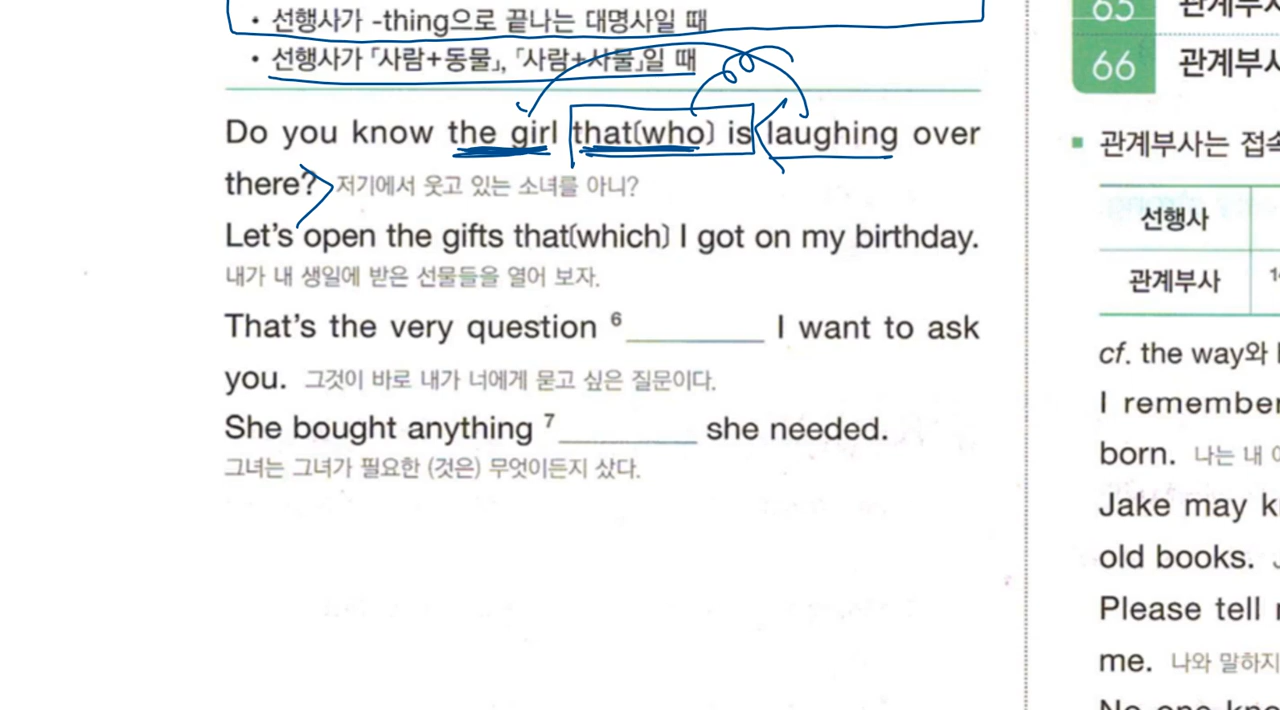 • 선행사가 -thing으로 끝나는 대명사일 때
• 선행사가 「사람+동물」, 「사람+사물」일 때
Do you know the girl that(who) is laughing over
there? 저기에서 웃고 있는 소녀를 아니?
Let's open the gifts that(which) I got on my birthday.
내가 내 생일에 받은 선물들을 열어 보자.
That's the very question 6________ I want to ask
you. 그것이 바로 내가 너에게 묻고 싶은 질문이다.
She bought anything 7________ she needed.
그녀는 그녀가 필요한 (것은) 무엇이든지 샀다.
65 관계부사
66 관계부사
관계부사는 접속
선행사
관계부사
cf. the way와
I remember
born. 나는 내
Jake may
old books.
Please tell
me. 나와 말하지
No one